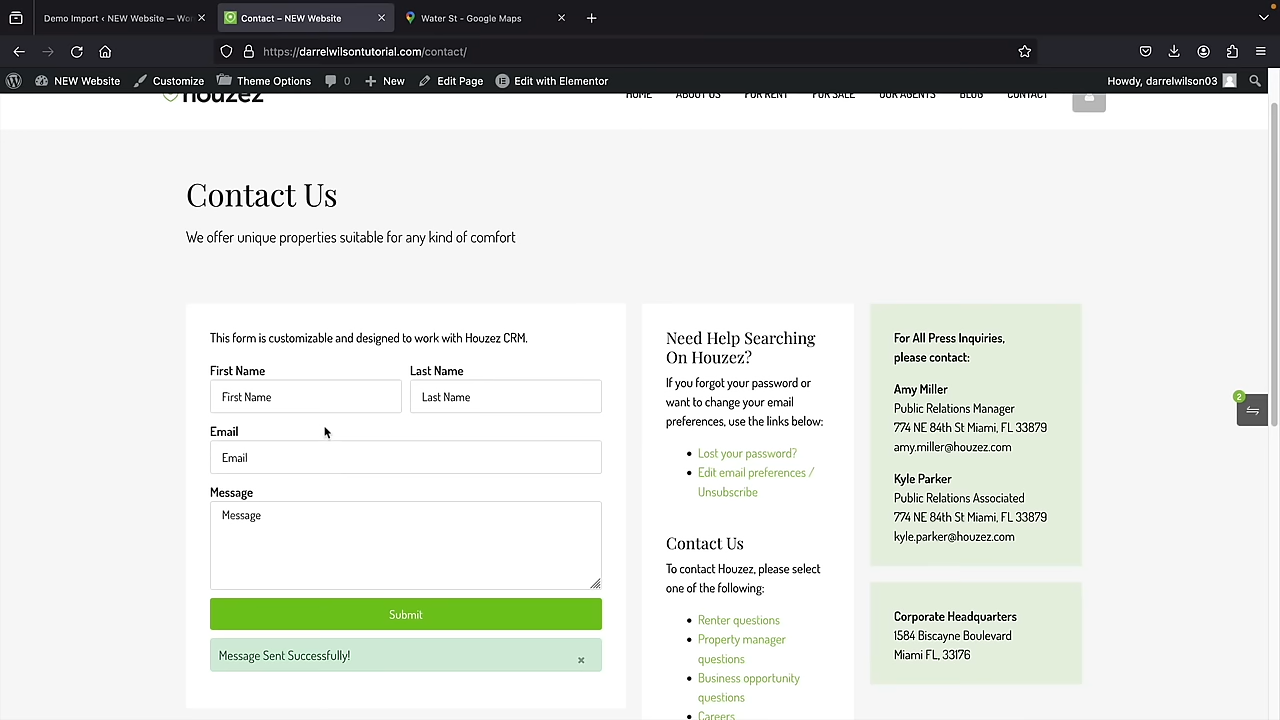 Demo Import ‹ NEW Website — Wo
Contact – NEW Website
Water St - Google Maps
https://darrelwilsontutorial.com/contact/
NEW Website
Customize
Theme Options
0
New
Edit Page
Edit with Elementor
Howdy, darrelwilson03
houzez
HOME
ABOUT US
FOR RENT
FOR SALE
OUR AGENTS
BLOG
CONTACT
Contact Us
We offer unique properties suitable for any kind of comfort
This form is customizable and designed to work with Houzez CRM.
First Name
Last Name
First Name
Last Name
Email
Email
Message
Message
Submit
Message Sent Successfully!
Need Help Searching
On Houzez?
If you forgot your password or
want to change your email
preferences, use the links below:
Lost your password?
Edit email preferences /
Unsubscribe
Contact Us
To contact Houzez, please select
one of the following:
Renter questions
Property manager
questions
Business opportunity
questions
Careers
For All Press Inquiries,
please contact:
Amy Miller
Public Relations Manager
774 NE 84th St Miami, FL 33879
amy.miller@houzez.com
Kyle Parker
Public Relations Associated
774 NE 84th St Miami, FL 33879
kyle.parker@houzez.com
Corporate Headquarters
1584 Biscayne Boulevard
Miami FL, 33176
2